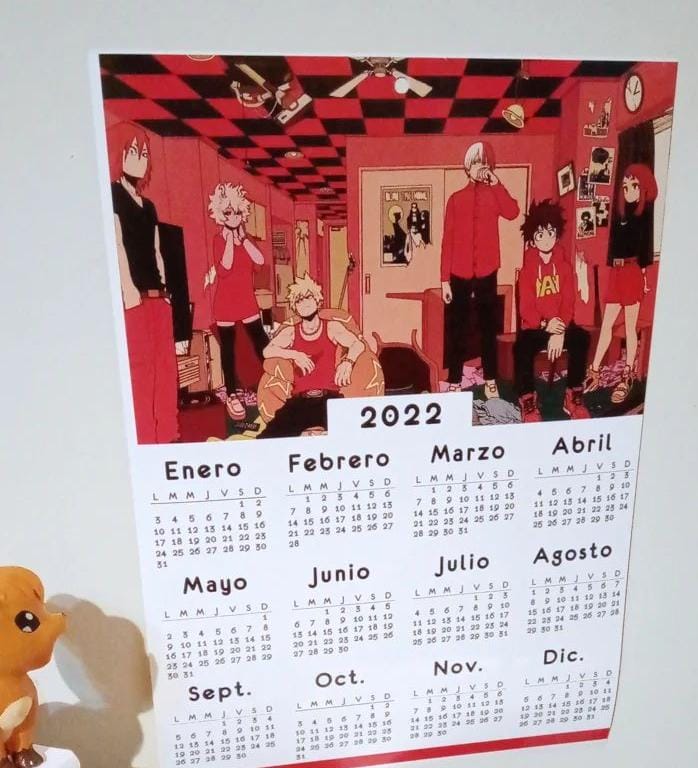 2022
Enero
L M M J V S D
1 2
3 4 5 6 7 8 9
10 11 12 13 14 15 16
17 18 19 20 21 22 23
24 25 26 27 28 29 30
31
Febrero
L M M J V S D
1 2 3 4 5 6
7 8 9 10 11 12 13
14 15 16 17 18 19 20
21 22 23 24 25 26 27
28
Marzo
L M M J V S D
1 2 3 4 5 6
7 8 9 10 11 12 13
14 15 16 17 18 19 20
21 22 23 24 25 26 27
28 29 30 31
Abril
L M M J V S D
1 2 3
4 5 6 7 8 9 10
11 12 13 14 15 16 17
18 19 20 21 22 23 24
25 26 27 28 29 30
Mayo
L M M J V S D
1
2 3 4 5 6 7 8
9 10 11 12 13 14 15
16 17 18 19 20 21 22
23 24 25 26 27 28 29
30 31
Junio
L M M J V S D
1 2 3 4 5
6 7 8 9 10 11 12
13 14 15 16 17 18 19
20 21 22 23 24 25 26
27 28 29 30
Julio
L M M J V S D
1 2 3
4 5 6 7 8 9 10
11 12 13 14 15 16 17
18 19 20 21 22 23 24
25 26 27 28 29 30 31
Agosto
L M M J V S D
1 2 3 4 5 6 7
8 9 10 11 12 13 14
15 16 17 18 19 20 21
22 23 24 25 26 27 28
29 30 31
Sept.
L M M J V S D
1 2 3 4
5 6 7 8 9 10 11
12 13 14 15 16 17 18
19 20 21 22 23 24 25
26 27 28 29 30
Oct.
L M M J V S D
1 2
3 4 5 6 7 8 9
10 11 12 13 14 15 16
17 18 19 20 21 22 23
24 25 26 27 28 29 30
31
Nov.
L M M J V S D
1 2 3 4 5 6
7 8 9 10 11 12 13
14 15 16 17 18 19 20
21 22 23 24 25 26 27
28 29 30
Dic.
L M M J V S D
1 2 3 4
5 6 7 8 9 10 11
12 13 14 15 16 17 18
19 20 21 22 23 24 25
26 27 28 29 30 31